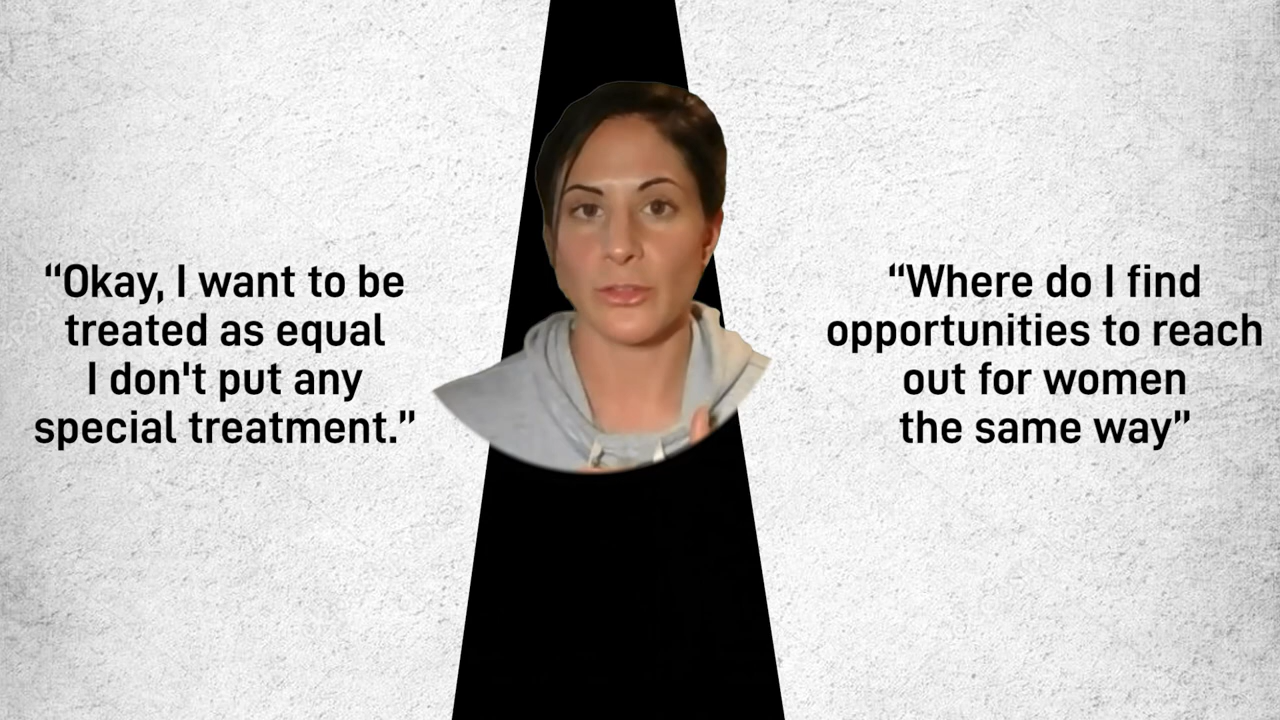 “Okay, I want to be
treated as equal
I don't put any
special treatment.”
“Where do I find
opportunities to reach
out for women
the same way”